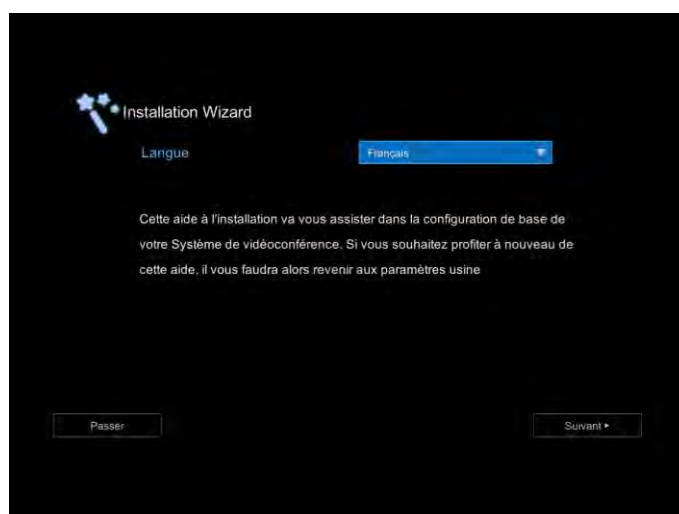 Installation Wizard
Langue Français
Cette aide à l'installation va vous assister dans la configuration de base de
votre Système de vidéoconférence. Si vous souhaitez profiter à nouveau de
cette aide, il vous faudra alors revenir aux paramètres usine
Passer Suivant ▸